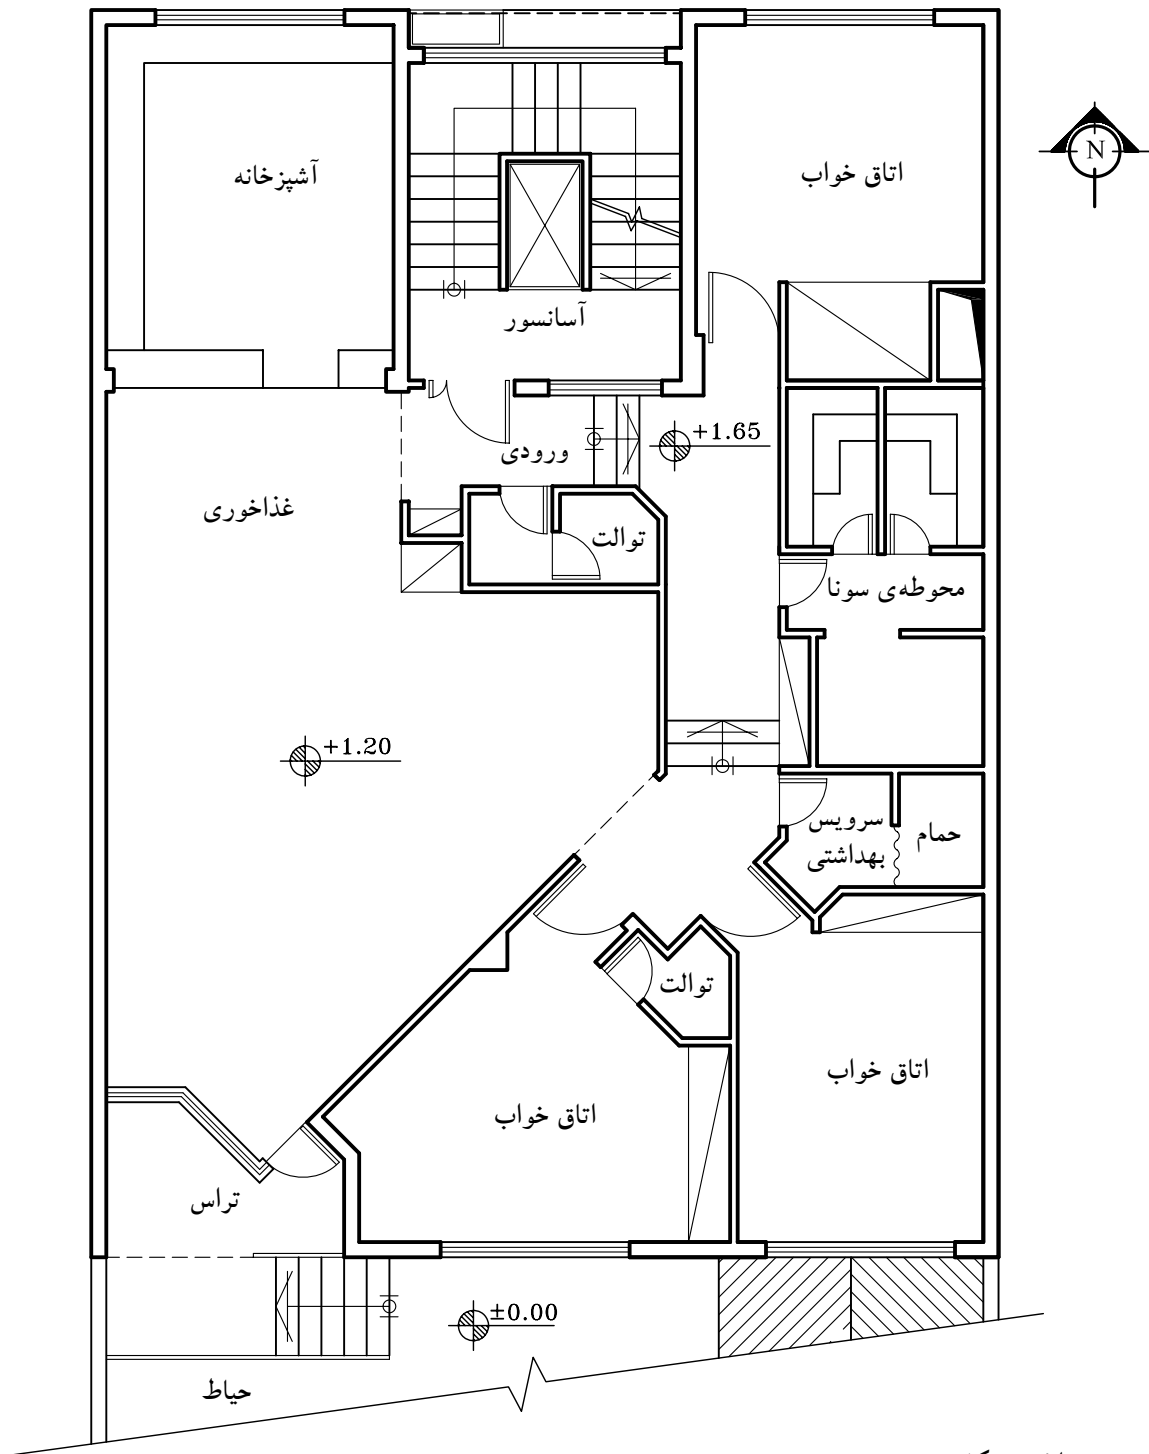 آشپزخانه
اتاق خواب
N
آسانسور
+1.65
ورودی
غذاخوری
توالت
محوطه‌ی سونا
+1.20
سرویس
بهداشتی
حمام
توالت
اتاق خواب
اتاق خواب
تراس
±0.00
حیاط